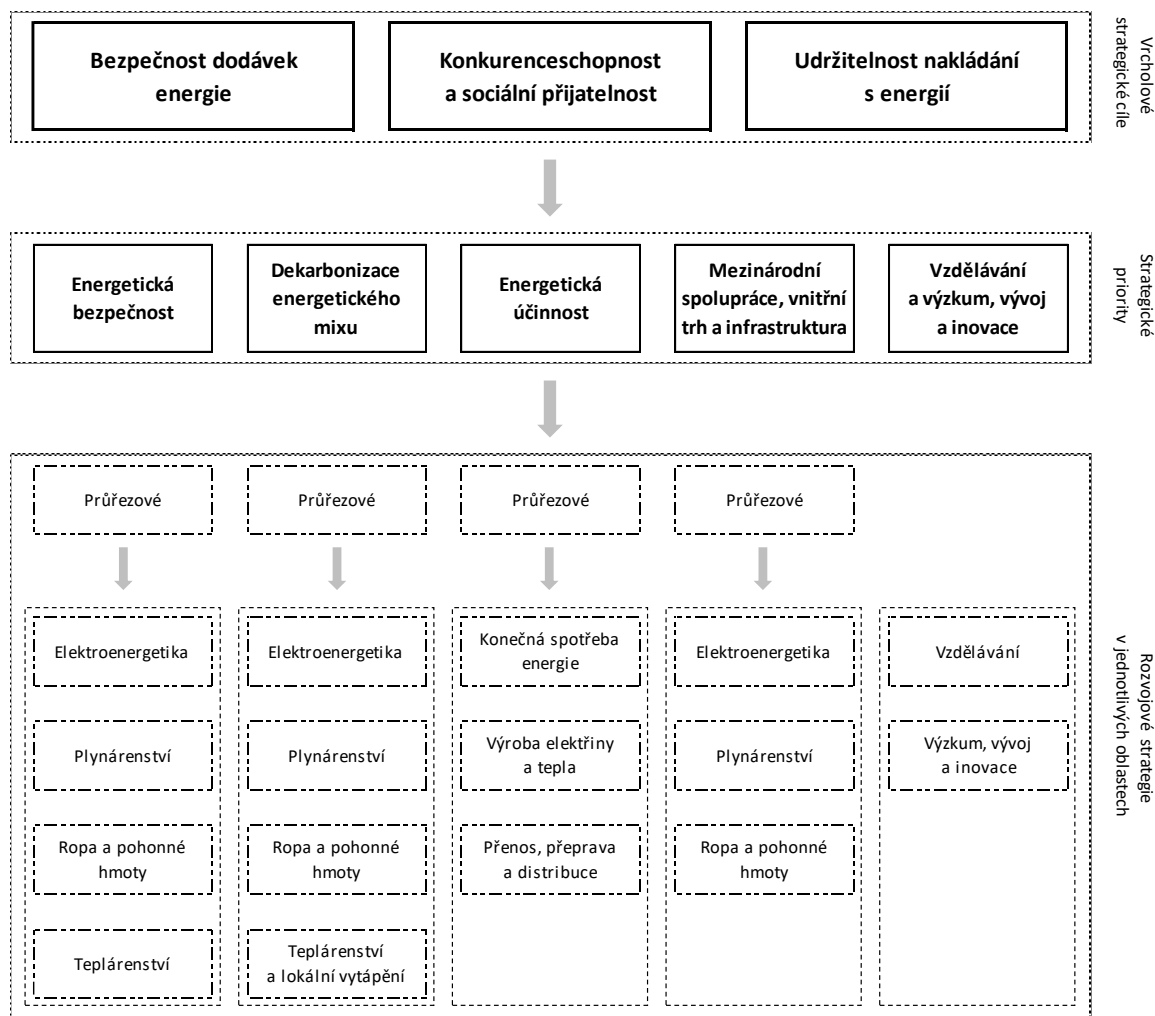 Bezpečnost dodávek
energie
Konkurenceschopnost
a sociální přijatelnost
Udržitelnost nakládání
s energií
Vrcholové
strategické cíle
Energetická
bezpečnost
Dekarbonizace
energetického
mixu
Energetická
účinnost
Mezinárodní
spolupráce, vnitřní
trh a infrastruktura
Vzdělávání
a výzkum, vývoj
a inovace
Strategické
priority
Průřezové
Průřezové
Průřezové
Průřezové
Elektroenergetika
Elektroenergetika
Konečná spotřeba
energie
Elektroenergetika
Vzdělávání
Plynárenství
Plynárenství
Výroba elektřiny
a tepla
Plynárenství
Výzkum, vývoj
a inovace
Ropa a pohonné
hmoty
Ropa a pohonné
hmoty
Přenos, přeprava
a distribuce
Ropa a pohonné
hmoty
Teplárenství
Teplárenství
a lokální vytápění
Rozvojové strategie
v jednotlivých oblastech